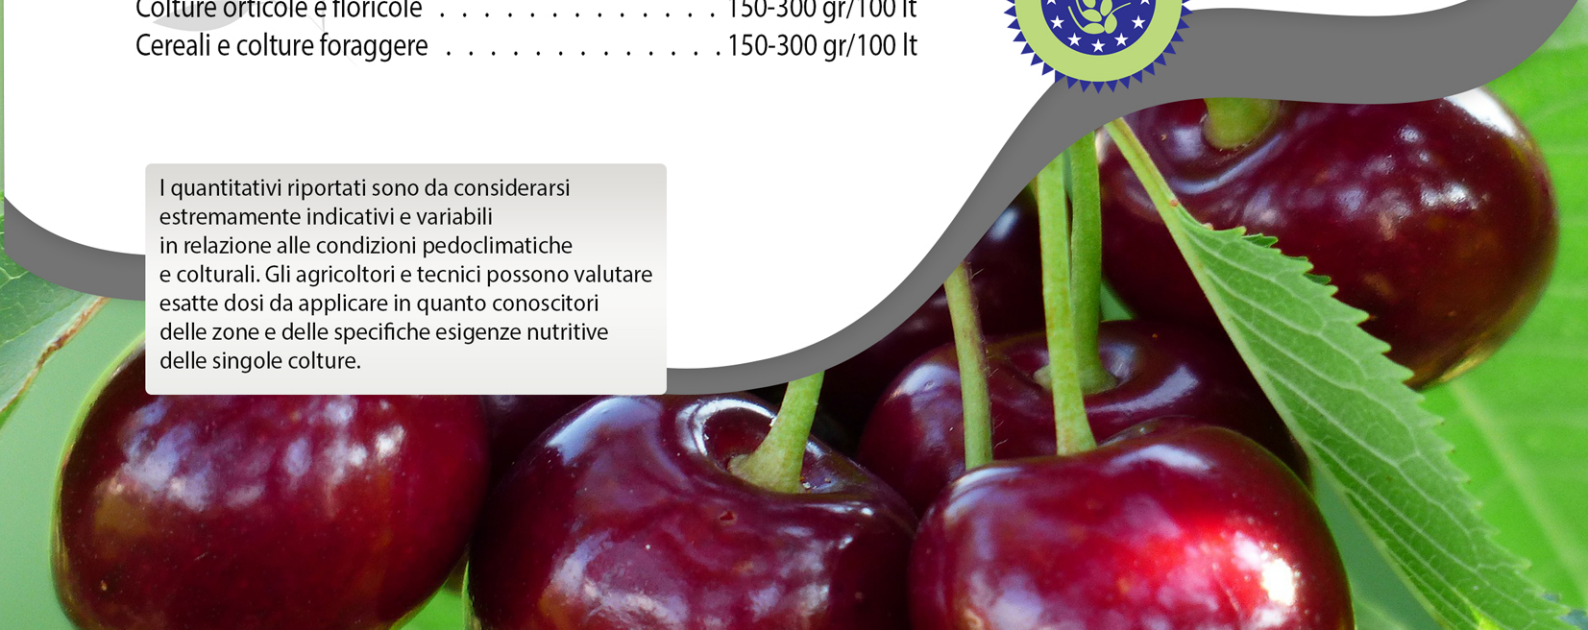 Colture orticole e floricole . . . . . . . . . . . . . 150-300 gr/100 lt
Cereali e colture foraggere . . . . . . . . . . . . . 150-300 gr/100 lt
I quantitativi riportati sono da considerarsi
estremamente indicativi e variabili
in relazione alle condizioni pedoclimatiche
e colturali. Gli agricoltori e tecnici possono valutare
esatte dosi da applicare in quanto conoscitori
delle zone e delle specifiche esigenze nutritive
delle singole colture.